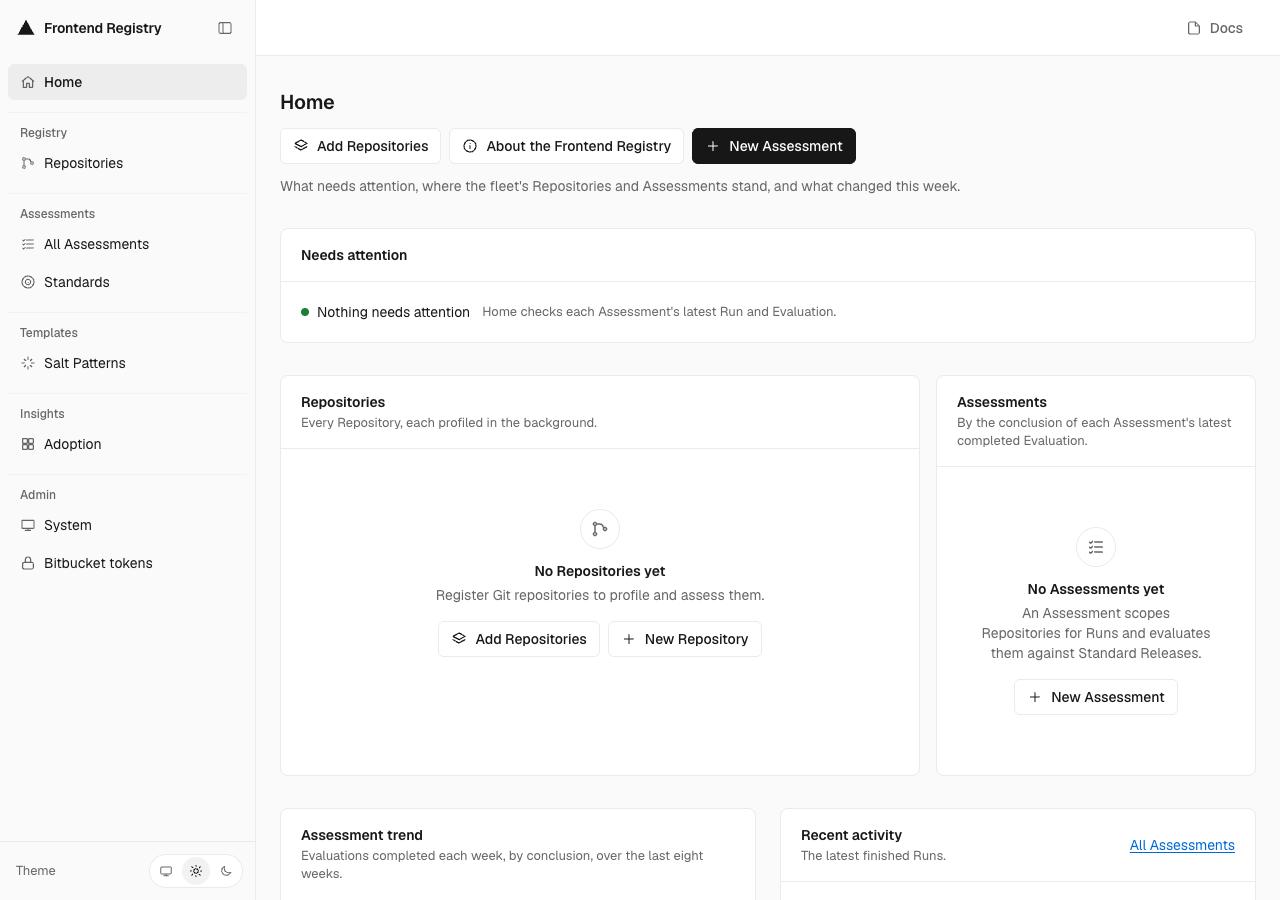 Frontend Registry
Docs
Home
Registry
Repositories
Assessments
All Assessments
Standards
Templates
Salt Patterns
Insights
Adoption
Admin
System
Bitbucket tokens
Theme
Home
Add Repositories
About the Frontend Registry
New Assessment
What needs attention, where the fleet's Repositories and Assessments stand, and what changed this week.
Needs attention
Nothing needs attention Home checks each Assessment's latest Run and Evaluation.
Repositories
Every Repository, each profiled in the background.
No Repositories yet
Register Git repositories to profile and assess them.
Add Repositories
New Repository
Assessments
By the conclusion of each Assessment's latest
completed Evaluation.
No Assessments yet
An Assessment scopes
Repositories for Runs and evaluates
them against Standard Releases.
New Assessment
Assessment trend
Evaluations completed each week, by conclusion, over the last eight
weeks.
Recent activity
The latest finished Runs.
All Assessments